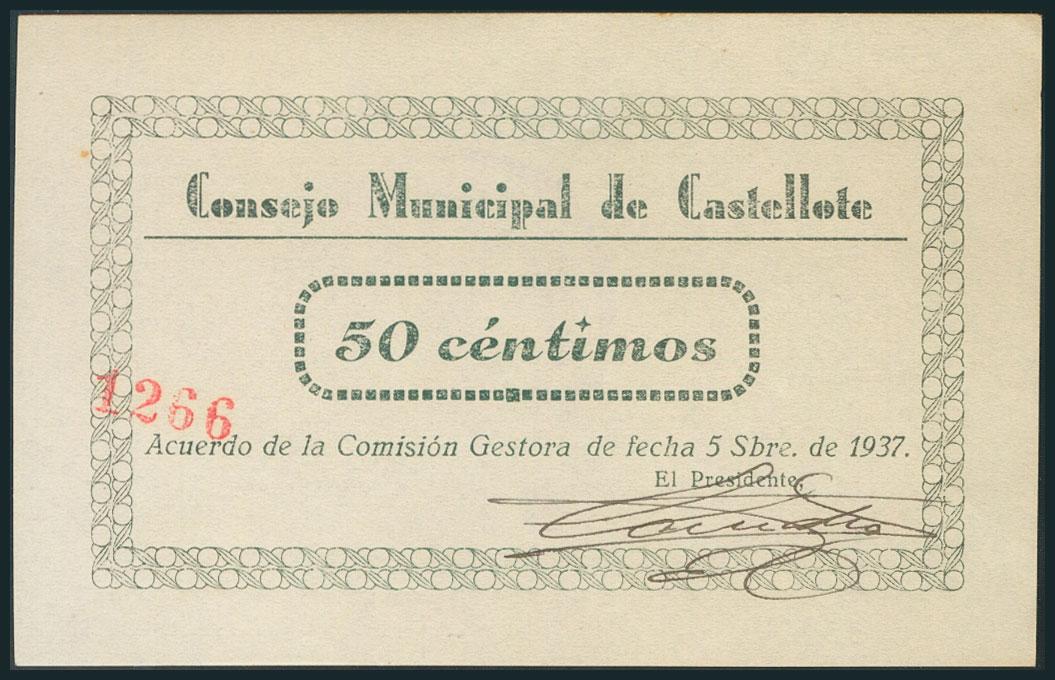 Consejo Municipal de Castellote
50 céntimos
1266
Acuerdo de la Comisión Gestora de fecha 5 Sbre. de 1937.
El Presidente,